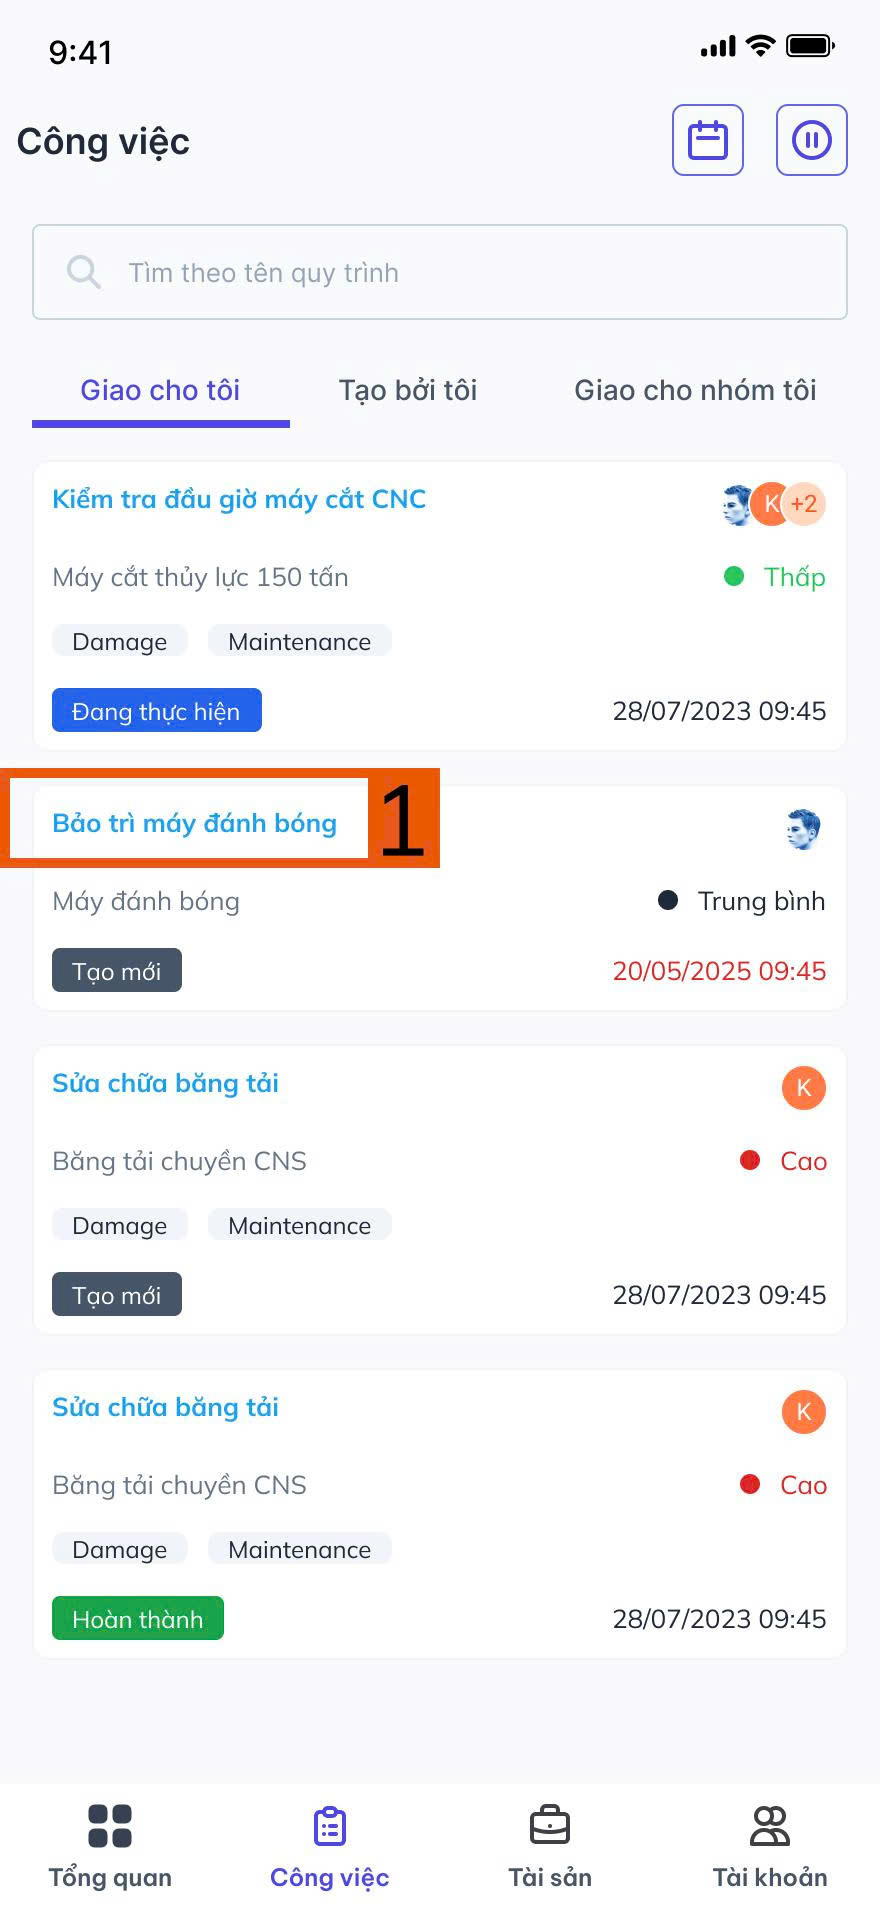 9:41
Công việc
Tìm theo tên quy trình
Giao cho tôi Tạo bởi tôi Giao cho nhóm tôi
Kiểm tra đầu giờ máy cắt CNC K +2
Máy cắt thủy lực 150 tấn Thấp
Damage Maintenance
Đang thực hiện 28/07/2023 09:45
Bảo trì máy đánh bóng 1
Máy đánh bóng Trung bình
Tạo mới 20/05/2025 09:45
Sửa chữa băng tải K
Băng tải chuyền CNS Cao
Damage Maintenance
Tạo mới 28/07/2023 09:45
Sửa chữa băng tải K
Băng tải chuyền CNS Cao
Damage Maintenance
Hoàn thành 28/07/2023 09:45
Tổng quan Công việc Tài sản Tài khoản